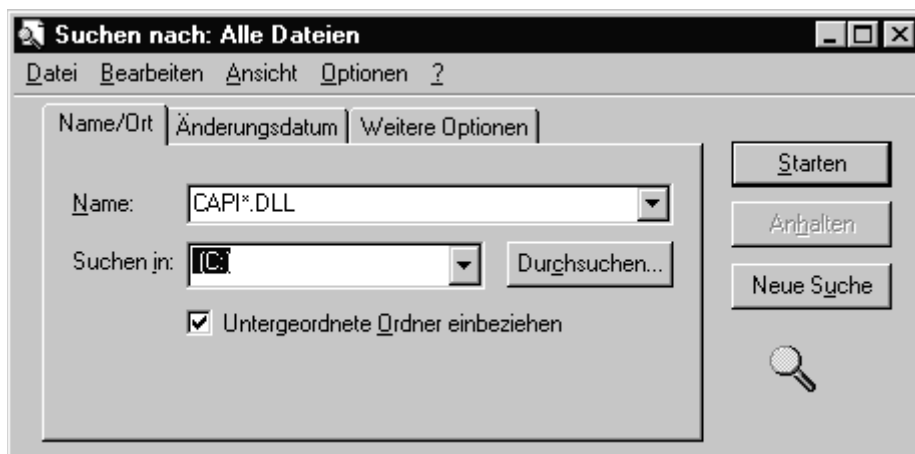 Suchen nach: Alle Dateien
Datei Bearbeiten Ansicht Optionen ?
Name/Ort Änderungsdatum Weitere Optionen
Starten
Name: CAPI*.DLL
Anhalten
Suchen in: (C:) Durchsuchen...
Neue Suche
Untergeordnete Ordner einbeziehen